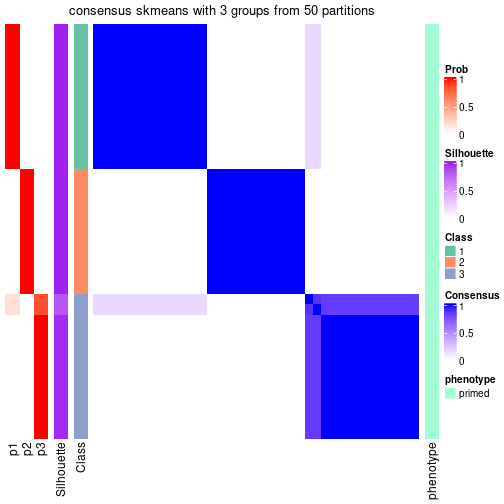 consensus skmeans with 3 groups from 50 partitions
Prob
1
0.5
0
Silhouette
1
0.5
0
Class
1
2
3
Consensus
1
0.5
0
phenotype
primed
p1
p2
p3
Silhouette
Class
phenotype